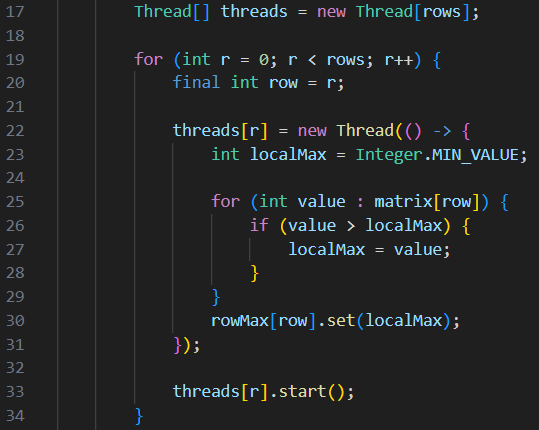 17 Thread[] threads = new Thread[rows];
18
19 for (int r = 0; r < rows; r++) {
20     final int row = r;
21
22     threads[r] = new Thread(() -> {
23         int localMax = Integer.MIN_VALUE;
24
25         for (int value : matrix[row]) {
26             if (value > localMax) {
27                 localMax = value;
28             }
29         }
30         rowMax[row].set(localMax);
31     });
32
33     threads[r].start();
34 }